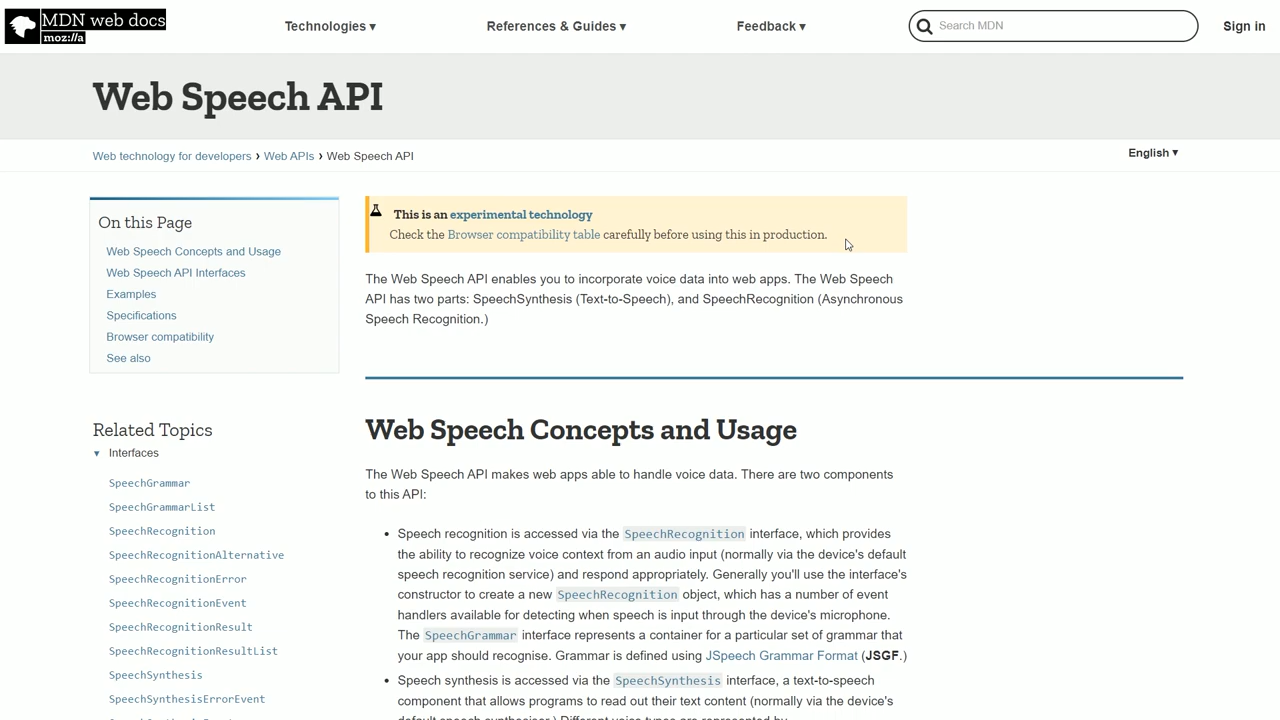 MDN web docs
moz://a
Technologies ▾
References & Guides ▾
Feedback ▾
Search MDN
Sign in
Web Speech API
Web technology for developers › Web APIs › Web Speech API
English ▾
On this Page
Web Speech Concepts and Usage
Web Speech API Interfaces
Examples
Specifications
Browser compatibility
See also
Related Topics
▾ Interfaces
SpeechGrammar
SpeechGrammarList
SpeechRecognition
SpeechRecognitionAlternative
SpeechRecognitionError
SpeechRecognitionEvent
SpeechRecognitionResult
SpeechRecognitionResultList
SpeechSynthesis
SpeechSynthesisErrorEvent
This is an experimental technology
Check the Browser compatibility table carefully before using this in production.
The Web Speech API enables you to incorporate voice data into web apps. The Web Speech
API has two parts: SpeechSynthesis (Text-to-Speech), and SpeechRecognition (Asynchronous
Speech Recognition.)
Web Speech Concepts and Usage
The Web Speech API makes web apps able to handle voice data. There are two components
to this API:
• Speech recognition is accessed via the SpeechRecognition interface, which provides
the ability to recognize voice context from an audio input (normally via the device's default
speech recognition service) and respond appropriately. Generally you'll use the interface's
constructor to create a new SpeechRecognition object, which has a number of event
handlers available for detecting when speech is input through the device's microphone.
The SpeechGrammar interface represents a container for a particular set of grammar that
your app should recognise. Grammar is defined using JSpeech Grammar Format (JSGF.)
• Speech synthesis is accessed via the SpeechSynthesis interface, a text-to-speech
component that allows programs to read out their text content (normally via the device's
default speech synthesiser.) Different voice types are represented by